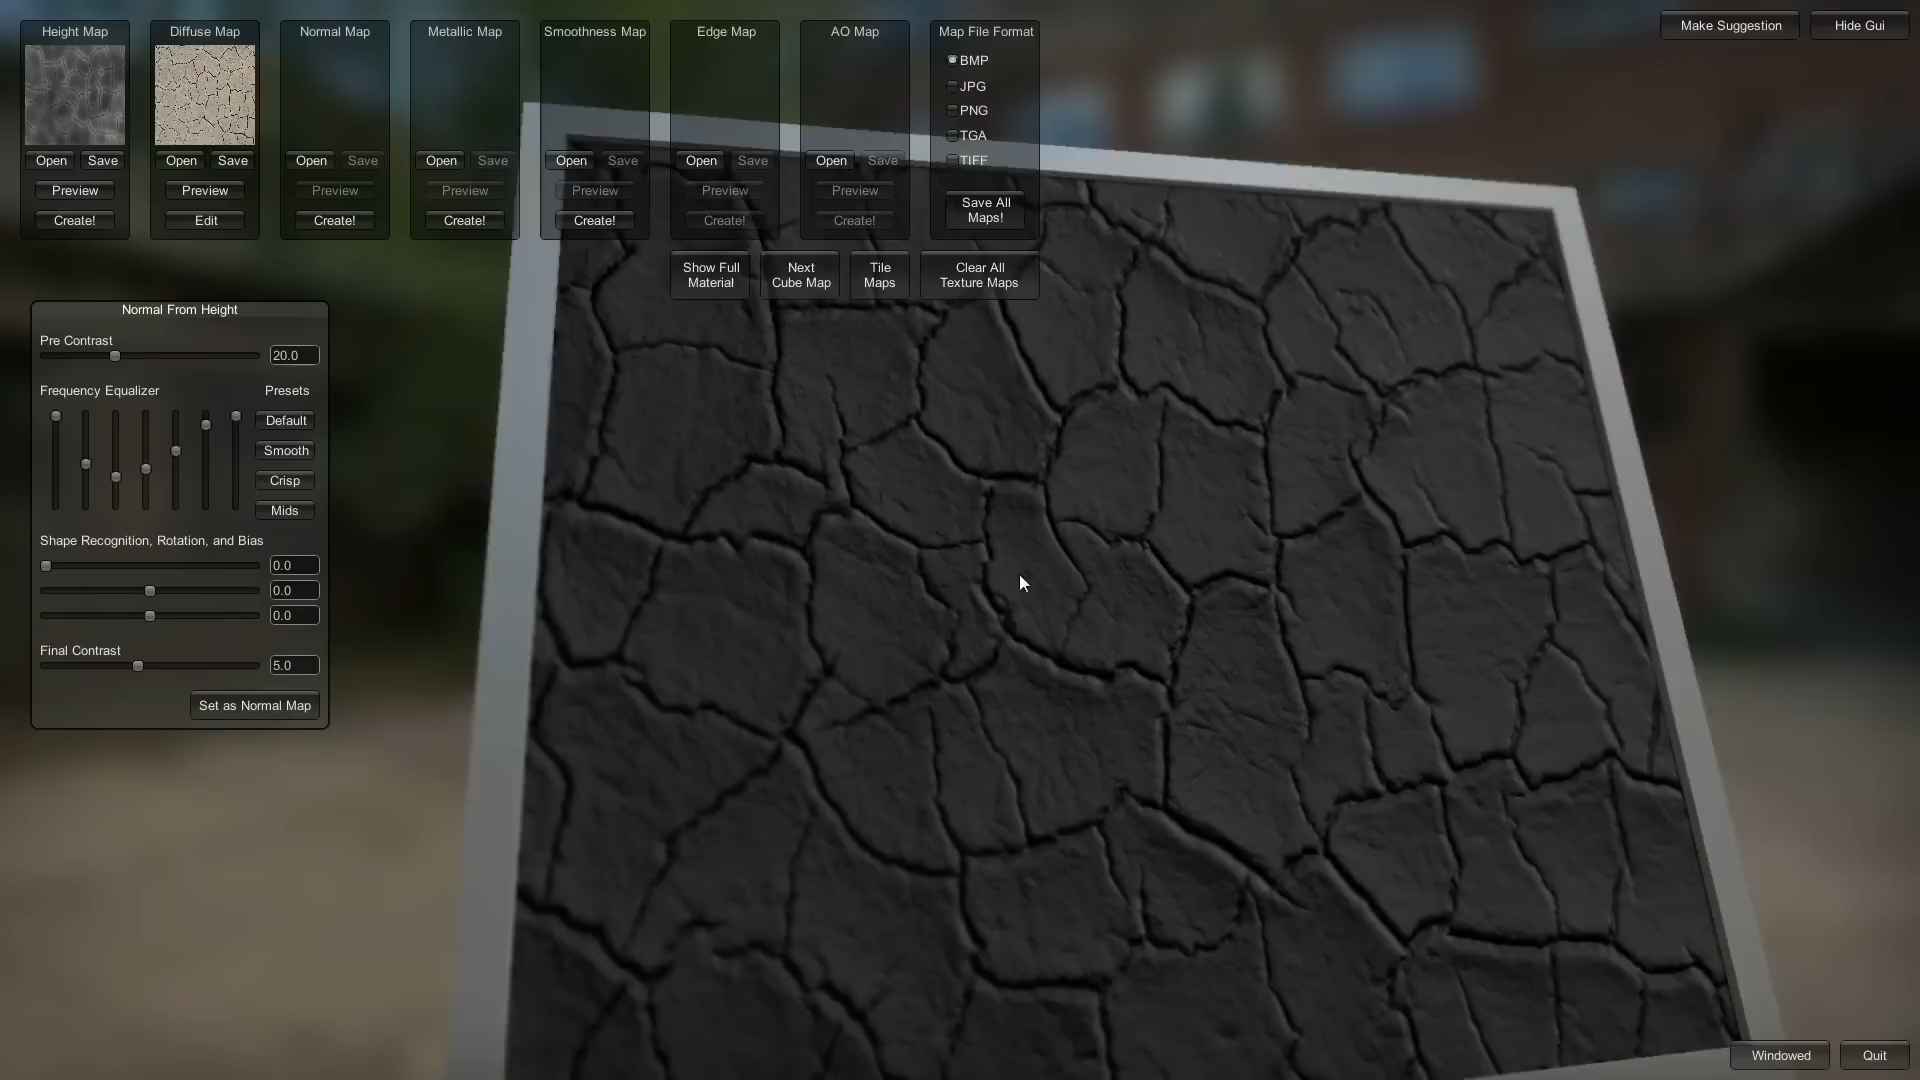 Height Map
Diffuse Map
Normal Map
Metallic Map
Smoothness Map
Edge Map
AO Map
Map File Format
Make Suggestion
Hide Gui
BMP
JPG
PNG
TGA
TIFF
Open Save
Open Save
Open Save
Open Save
Open Save
Open Save
Open Save
Preview
Preview
Preview
Preview
Preview
Preview
Preview
Create!
Edit
Create!
Create!
Create!
Create!
Create!
Save All
Maps!
Show Full
Material
Next
Cube Map
Tile
Maps
Clear All
Texture Maps
Normal From Height
Pre Contrast
20.0
Frequency Equalizer
Presets
Default
Smooth
Crisp
Mids
Shape Recognition, Rotation, and Bias
0.0
0.0
0.0
Final Contrast
5.0
Set as Normal Map
Windowed
Quit